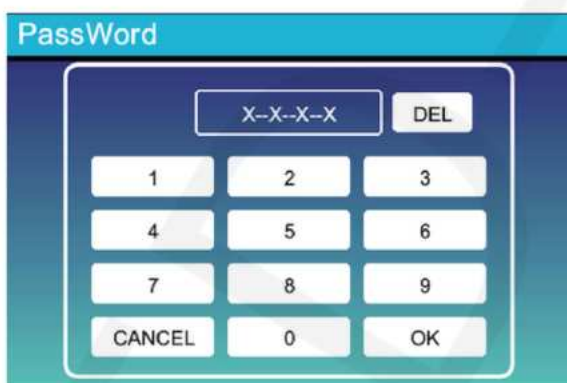 PassWord
X--X--X--X DEL
1 2 3
4 5 6
7 8 9
CANCEL 0 OK